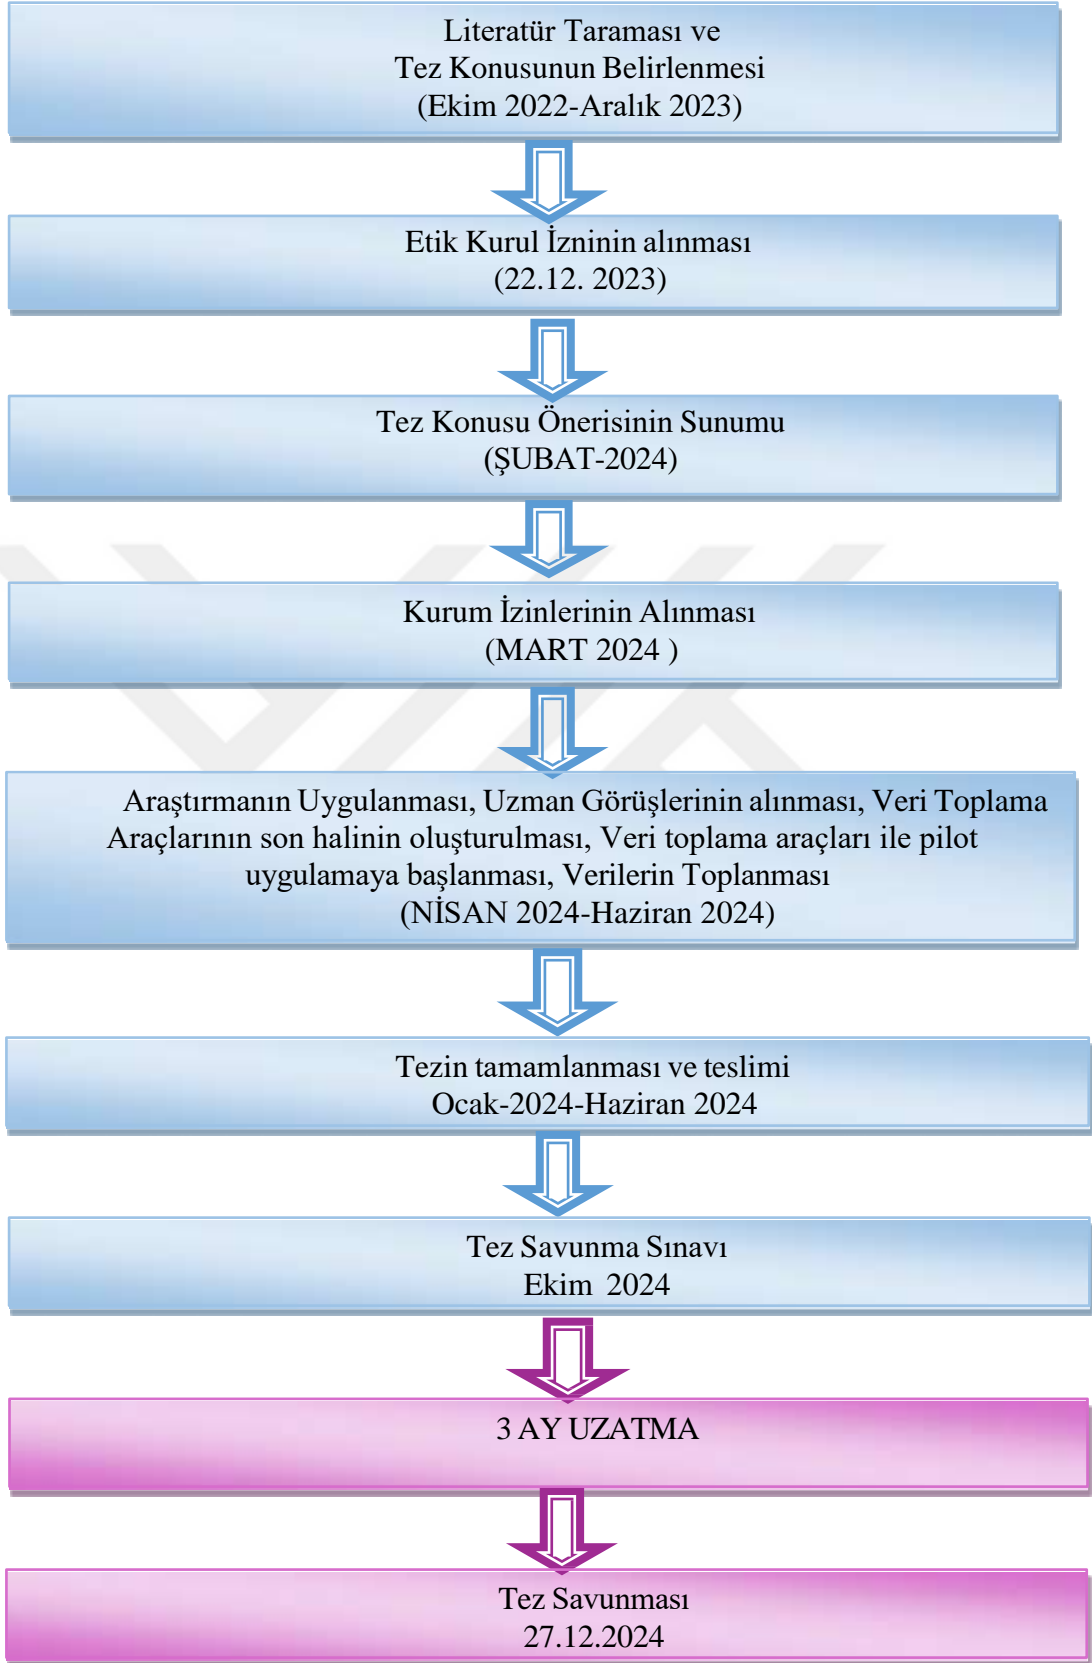 Literatür Taraması ve
Tez Konusunun Belirlenmesi
(Ekim 2022-Aralık 2023)
Etik Kurul İzninin alınması
(22.12. 2023)
Tez Konusu Önerisinin Sunumu
(ŞUBAT-2024)
Kurum İzinlerinin Alınması
(MART 2024 )
Araştırmanın Uygulanması, Uzman Görüşlerinin alınması, Veri Toplama
Araçlarının son halinin oluşturulması, Veri toplama araçları ile pilot
uygulamaya başlanması, Verilerin Toplanması
(NİSAN 2024-Haziran 2024)
Tezin tamamlanması ve teslimi
Ocak-2024-Haziran 2024
Tez Savunma Sınavı
Ekim 2024
3 AY UZATMA
Tez Savunması
27.12.2024